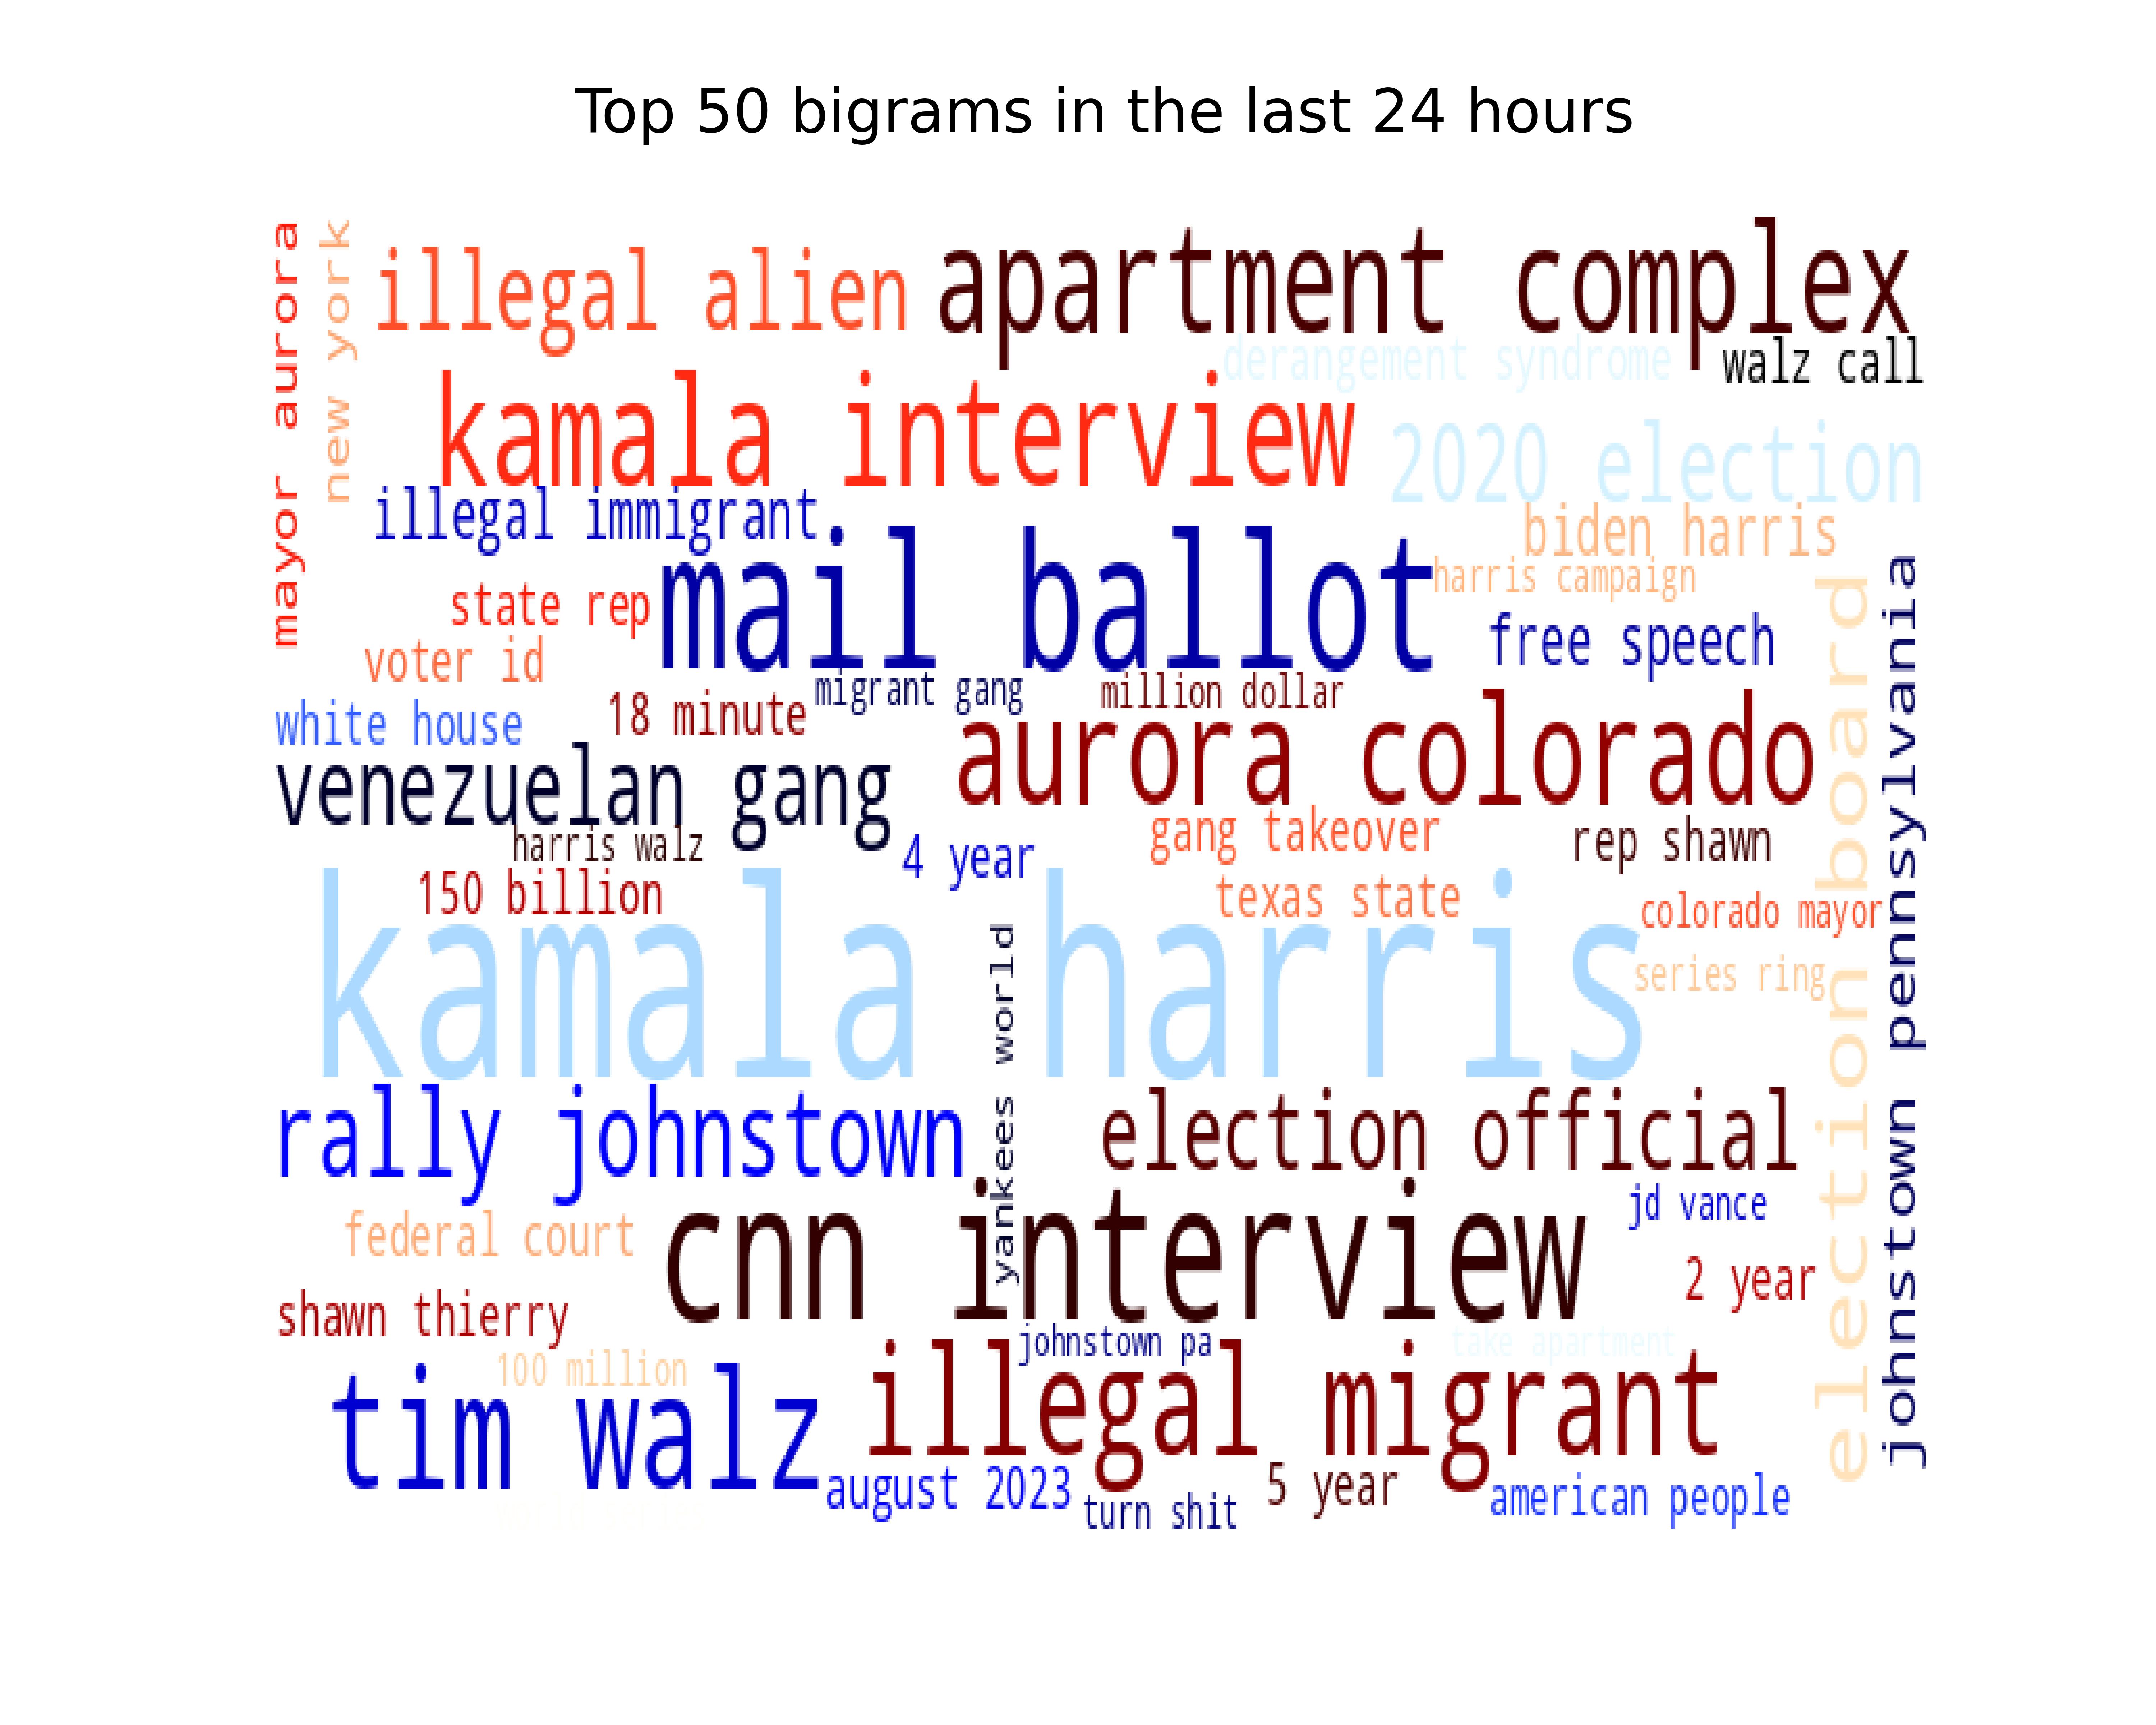 Top 50 bigrams in the last 24 hours
mayor aurora
new york
illegal alien
apartment complex
derangement syndrome
walz call
kamala interview
2020 election
illegal immigrant
biden harris
mail ballot
harris campaign
state rep
free speech
voter id
migrant gang
million dollar
18 minute
white house
aurora colorado
election board
johnstown pennsylvania
venezuelan gang
gang takeover
rep shawn
harris walz
4 year
150 billion
texas state
colorado mayor
kamala harris
yankees world
series ring
rally johnstown
election official
cnn interview
jd vance
federal court
2 year
shawn thierry
johnstown pa
take apartment
100 million
illegal migrant
tim walz
august 2023
5 year
turn shit
american people